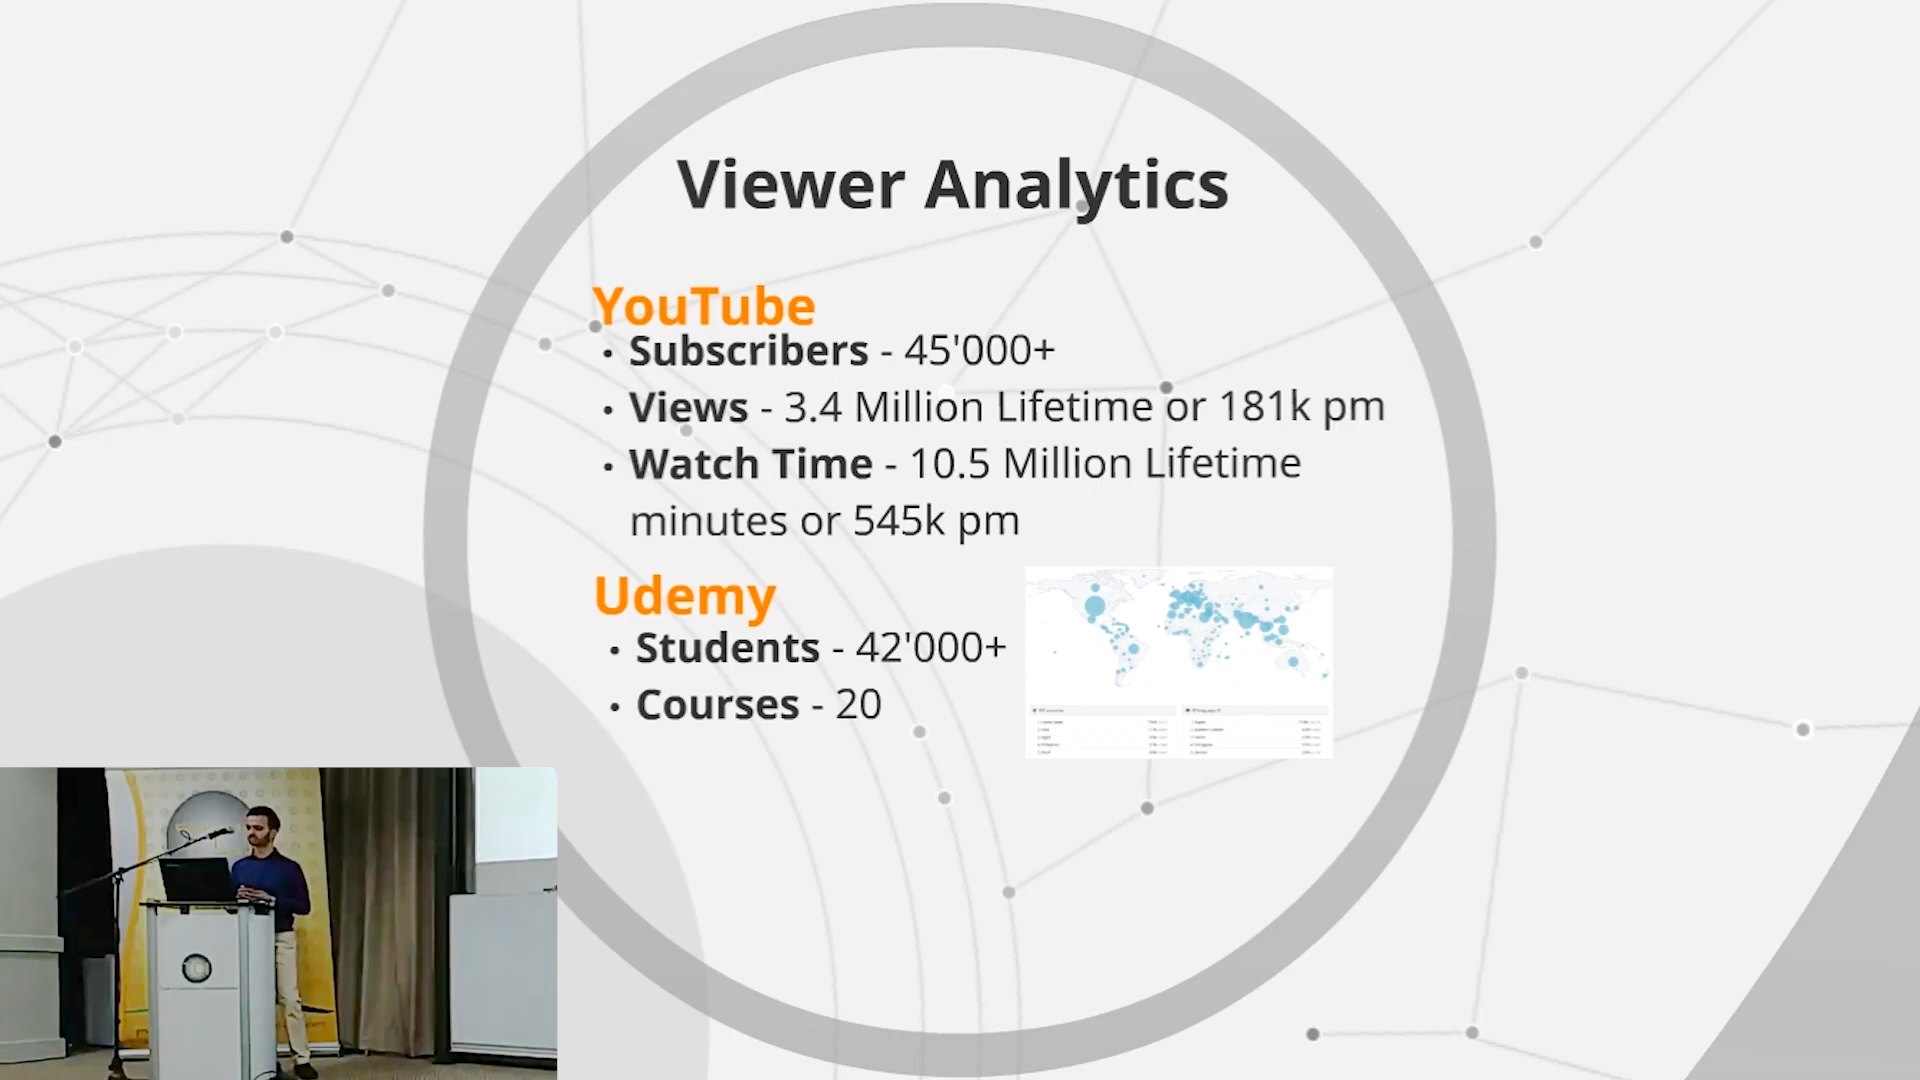 Viewer Analytics
YouTube
· Subscribers - 45'000+
· Views - 3.4 Million Lifetime or 181k pm
· Watch Time - 10.5 Million Lifetime
minutes or 545k pm
Udemy
· Students - 42'000+
· Courses - 20